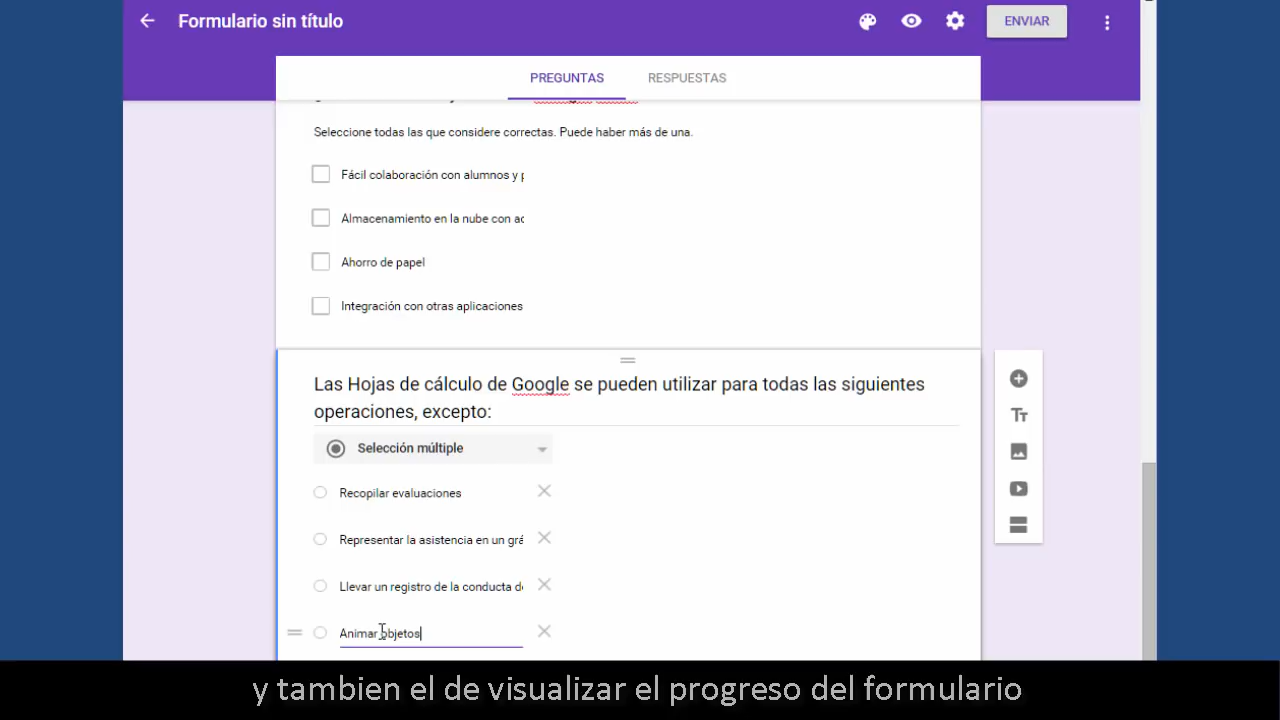 Formulario sin título
ENVIAR
PREGUNTAS
RESPUESTAS
Seleccione todas las que considere correctas. Puede haber más de una.
Fácil colaboración con alumnos y
Almacenamiento en la nube con
Ahorro de papel
Integración con otras aplicaciones
Las Hojas de cálculo de Google se pueden utilizar para todas las siguientes
operaciones, excepto:
Selección múltiple
Recopilar evaluaciones
Representar la asistencia en un grá
Llevar un registro de la conducta
Animar objetos
Tт
y tambien el de visualizar el progreso del formulario